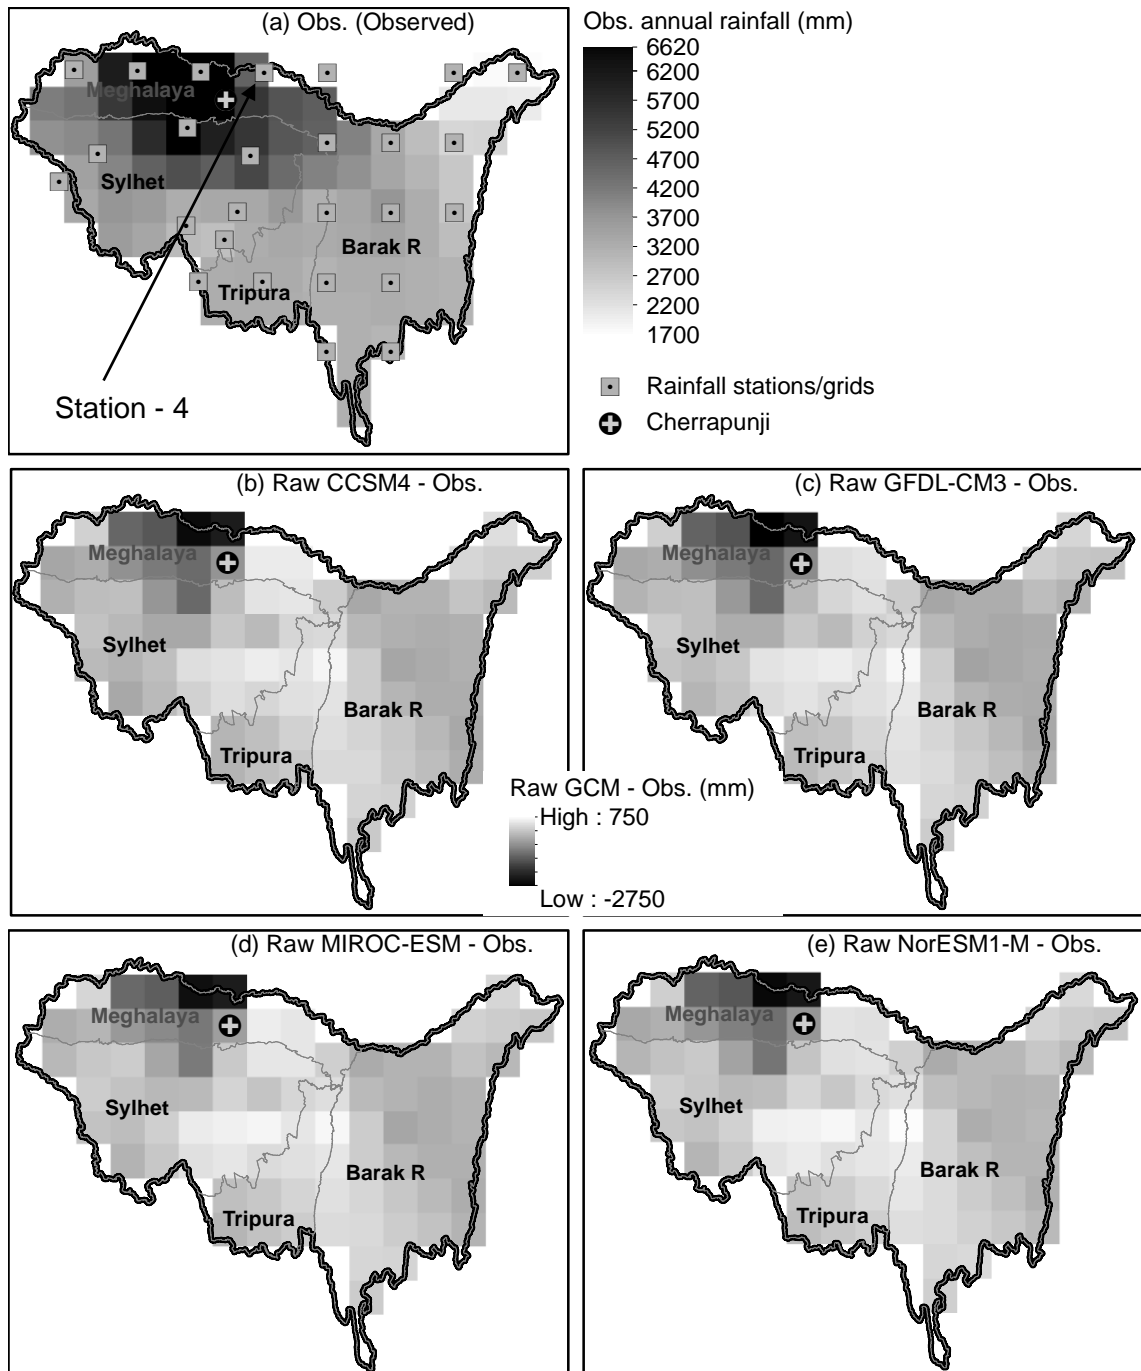 (a) Obs. (Observed)
Meghalaya
Sylhet
Barak R
Tripura
Station - 4
Obs. annual rainfall (mm)
6620
6200
5700
5200
4700
4200
3700
3200
2700
2200
1700
Rainfall stations/grids
Cherrapunji
(b) Raw CCSM4 - Obs.
Meghalaya
Sylhet
Barak R
Tripura
(c) Raw GFDL-CM3 - Obs.
Meghalaya
Sylhet
Barak R
Tripura
Raw GCM - Obs. (mm)
High : 750
Low : -2750
(d) Raw MIROC-ESM - Obs.
Meghalaya
Sylhet
Barak R
Tripura
(e) Raw NorESM1-M - Obs.
Meghalaya
Sylhet
Barak R
Tripura